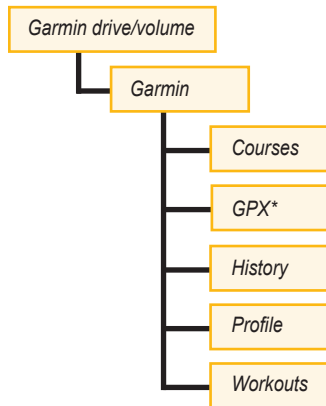 Garmin drive/volume
Garmin
Courses
GPX*
History
Profile
Workouts